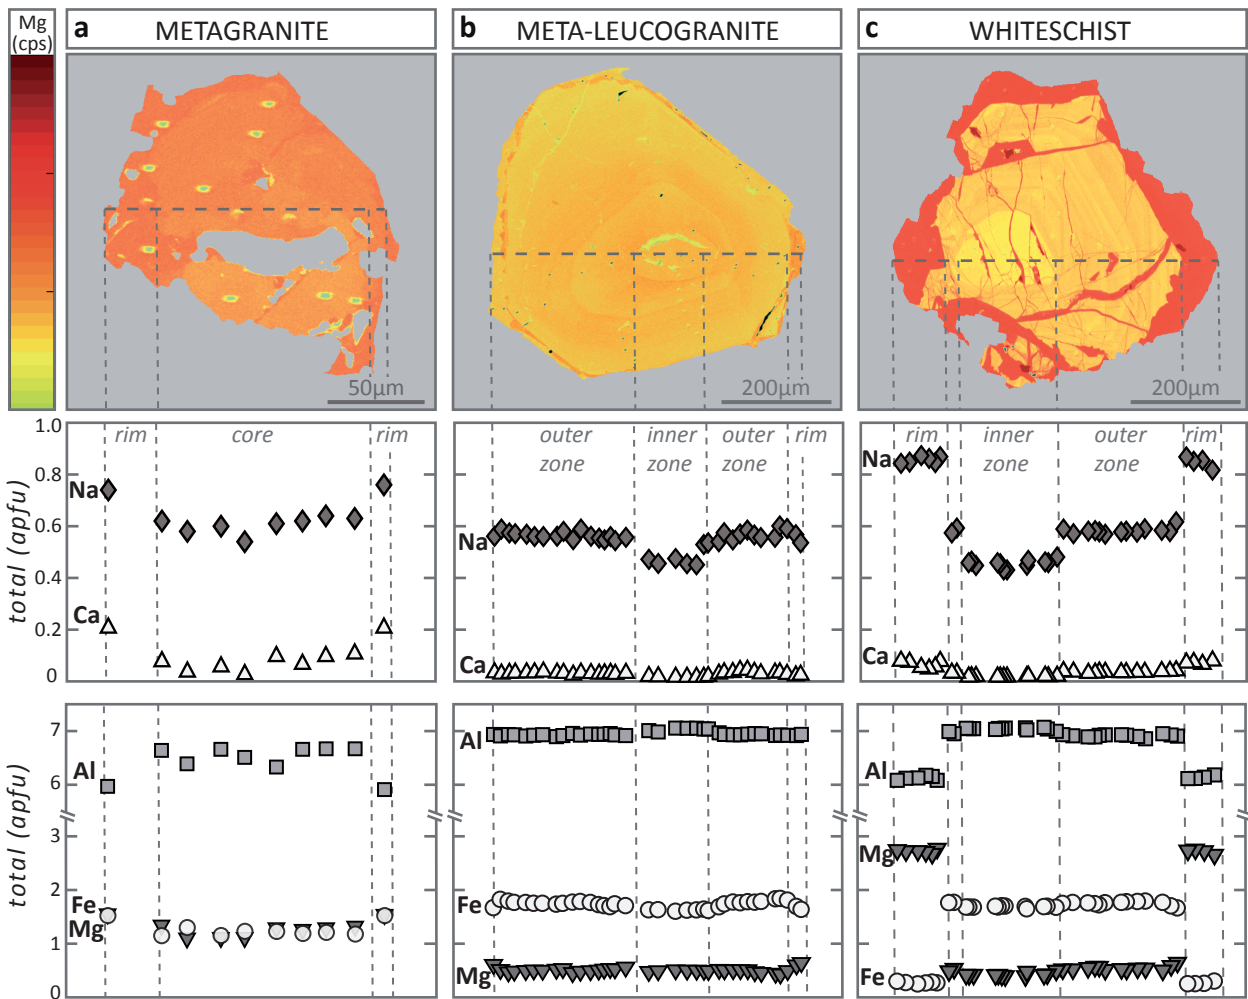 Mg
(cps)
a METAGRANITE
b META-LEUCOGRANITE
c WHITESCHIST
50µm
200µm
200µm
total (apfu)
1.0
0.8
0.6
0.4
0.2
0
rim
core
rim
Na
Ca
outer
zone
inner
zone
outer
zone
rim
Na
Ca
rim
inner
zone
outer
zone
rim
Na
Ca
total (apfu)
7
6
3
2
1
0
Al
Fe
Mg
Al
Fe
Mg
Al
Mg
Fe